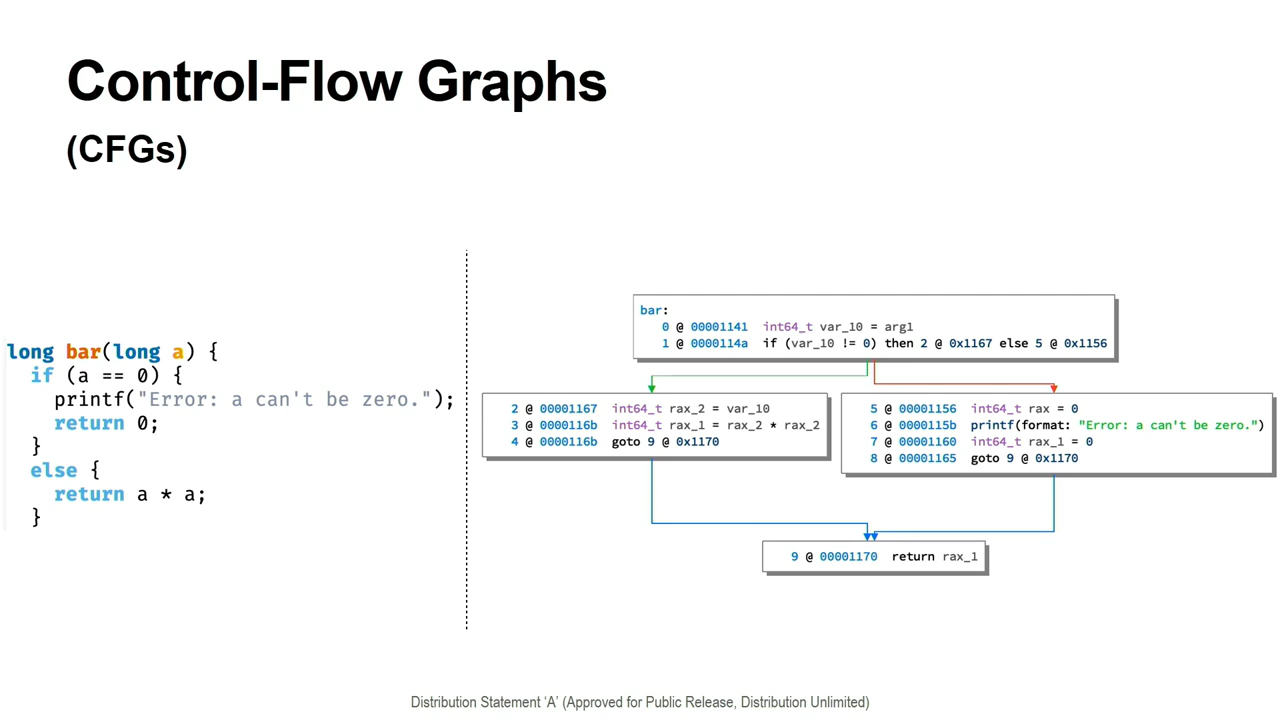 Control-Flow Graphs
(CFGs)
long bar(long a) {
if (a == 0) {
printf("Error: a can't be zero.");
return 0;
}
else {
return a * a;
}
bar:
0 @ 00001141 int64_t var_10 = arg1
1 @ 0000114a if (var_10 != 0) then 2 @ 0x1167 else 5 @ 0x1156
2 @ 00001167 int64_t rax_2 = var_10
3 @ 0000116b int64_t rax_1 = rax_2 * rax_2
4 @ 0000116b goto 9 @ 0x1170
5 @ 00001156 int64_t rax = 0
6 @ 0000115b printf(format: "Error: a can't be zero.")
7 @ 00001160 int64_t rax_1 = 0
8 @ 00001165 goto 9 @ 0x1170
9 @ 00001170 return rax_1
Distribution Statement ‘A’ (Approved for Public Release, Distribution Unlimited)